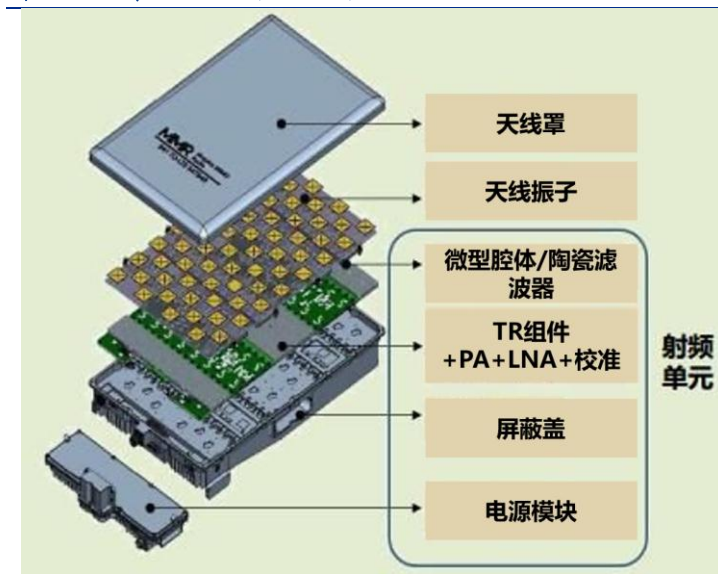 MMR
天线罩
天线振子
微型腔体/陶瓷滤
波器
TR组件
+PA+LNA+校准
屏蔽盖
电源模块
射频
单元